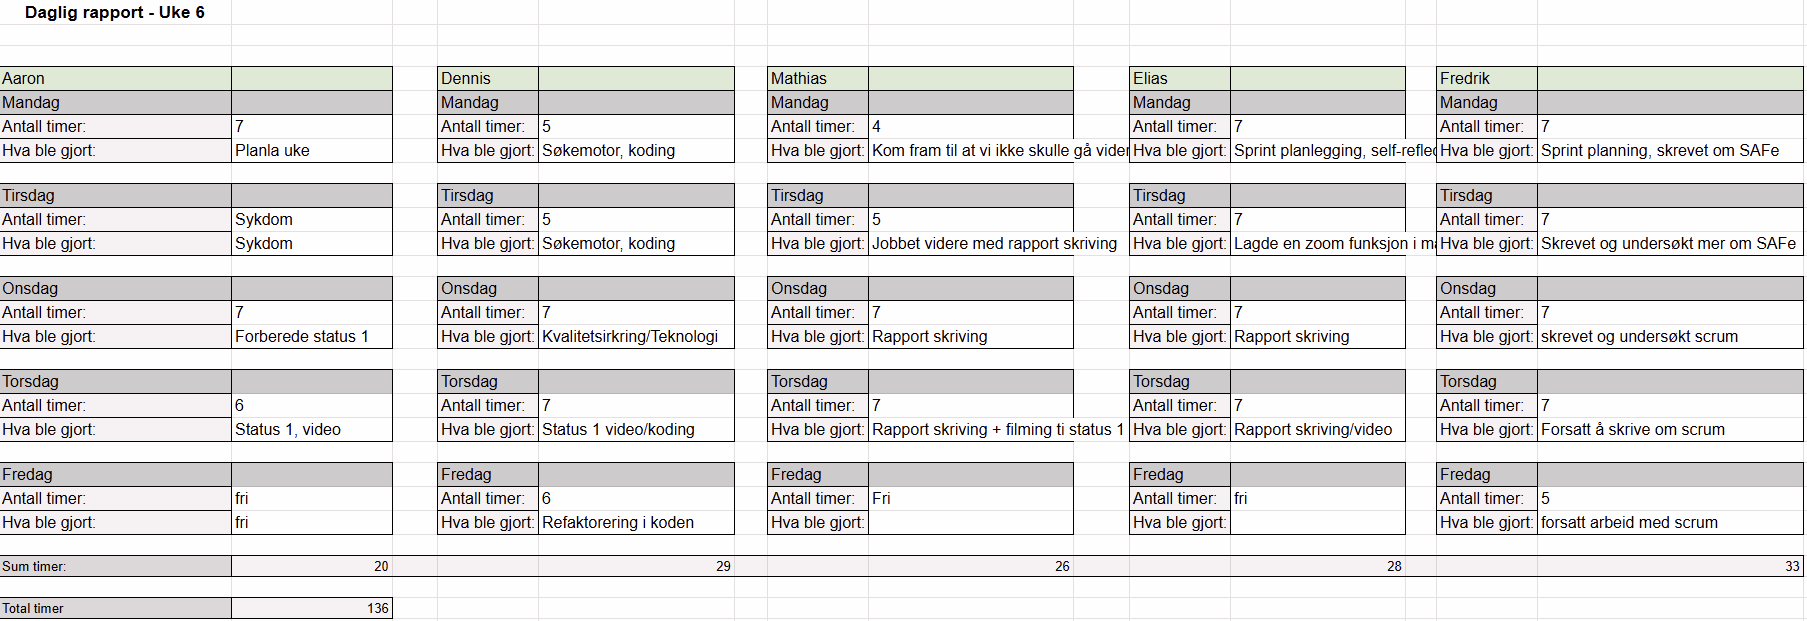 Daglig rapport - Uke 6
Aaron Dennis Mathias Elias Fredrik
Mandag Mandag Mandag Mandag Mandag
Antall timer: 7 Antall timer: 5 Antall timer: 4 Antall timer: 7 Antall timer: 7
Hva ble gjort: Planla uke Hva ble gjort: Søkemotor, koding Hva ble gjort: Kom fram til at vi ikke skulle gå vider Hva ble gjort: Sprint planlegging, self-reflec Hva ble gjort: Sprint planning, skrevet om SAFe
Tirsdag Tirsdag Tirsdag Tirsdag Tirsdag
Antall timer: Sykdom Antall timer: 5 Antall timer: 5 Antall timer: 7 Antall timer: 7
Hva ble gjort: Sykdom Hva ble gjort: Søkemotor, koding Hva ble gjort: Jobbet videre med rapport skriving Hva ble gjort: Lagde en zoom funksjon i ma Hva ble gjort: Skrevet og undersøkt mer om SAFe
Onsdag Onsdag Onsdag Onsdag Onsdag
Antall timer: 7 Antall timer: 7 Antall timer: 7 Antall timer: 7 Antall timer: 7
Hva ble gjort: Forberede status 1 Hva ble gjort: Kvalitetsirkring/Teknologi Hva ble gjort: Rapport skriving Hva ble gjort: Rapport skriving Hva ble gjort: skrevet og undersøkt scrum
Torsdag Torsdag Torsdag Torsdag Torsdag
Antall timer: 6 Antall timer: 7 Antall timer: 7 Antall timer: 7 Antall timer: 7
Hva ble gjort: Status 1, video Hva ble gjort: Status 1 video/koding Hva ble gjort: Rapport skriving + filming ti status 1 Hva ble gjort: Rapport skriving/video Hva ble gjort: Forsatt å skrive om scrum
Fredag Fredag Fredag Fredag Fredag
Antall timer: fri Antall timer: 6 Antall timer: Fri Antall timer: fri Antall timer: 5
Hva ble gjort: fri Hva ble gjort: Refaktorering i koden Hva ble gjort: Hva ble gjort: Hva ble gjort: forsatt arbeid med scrum
Sum timer: 20 29 26 28 33
Total timer 136